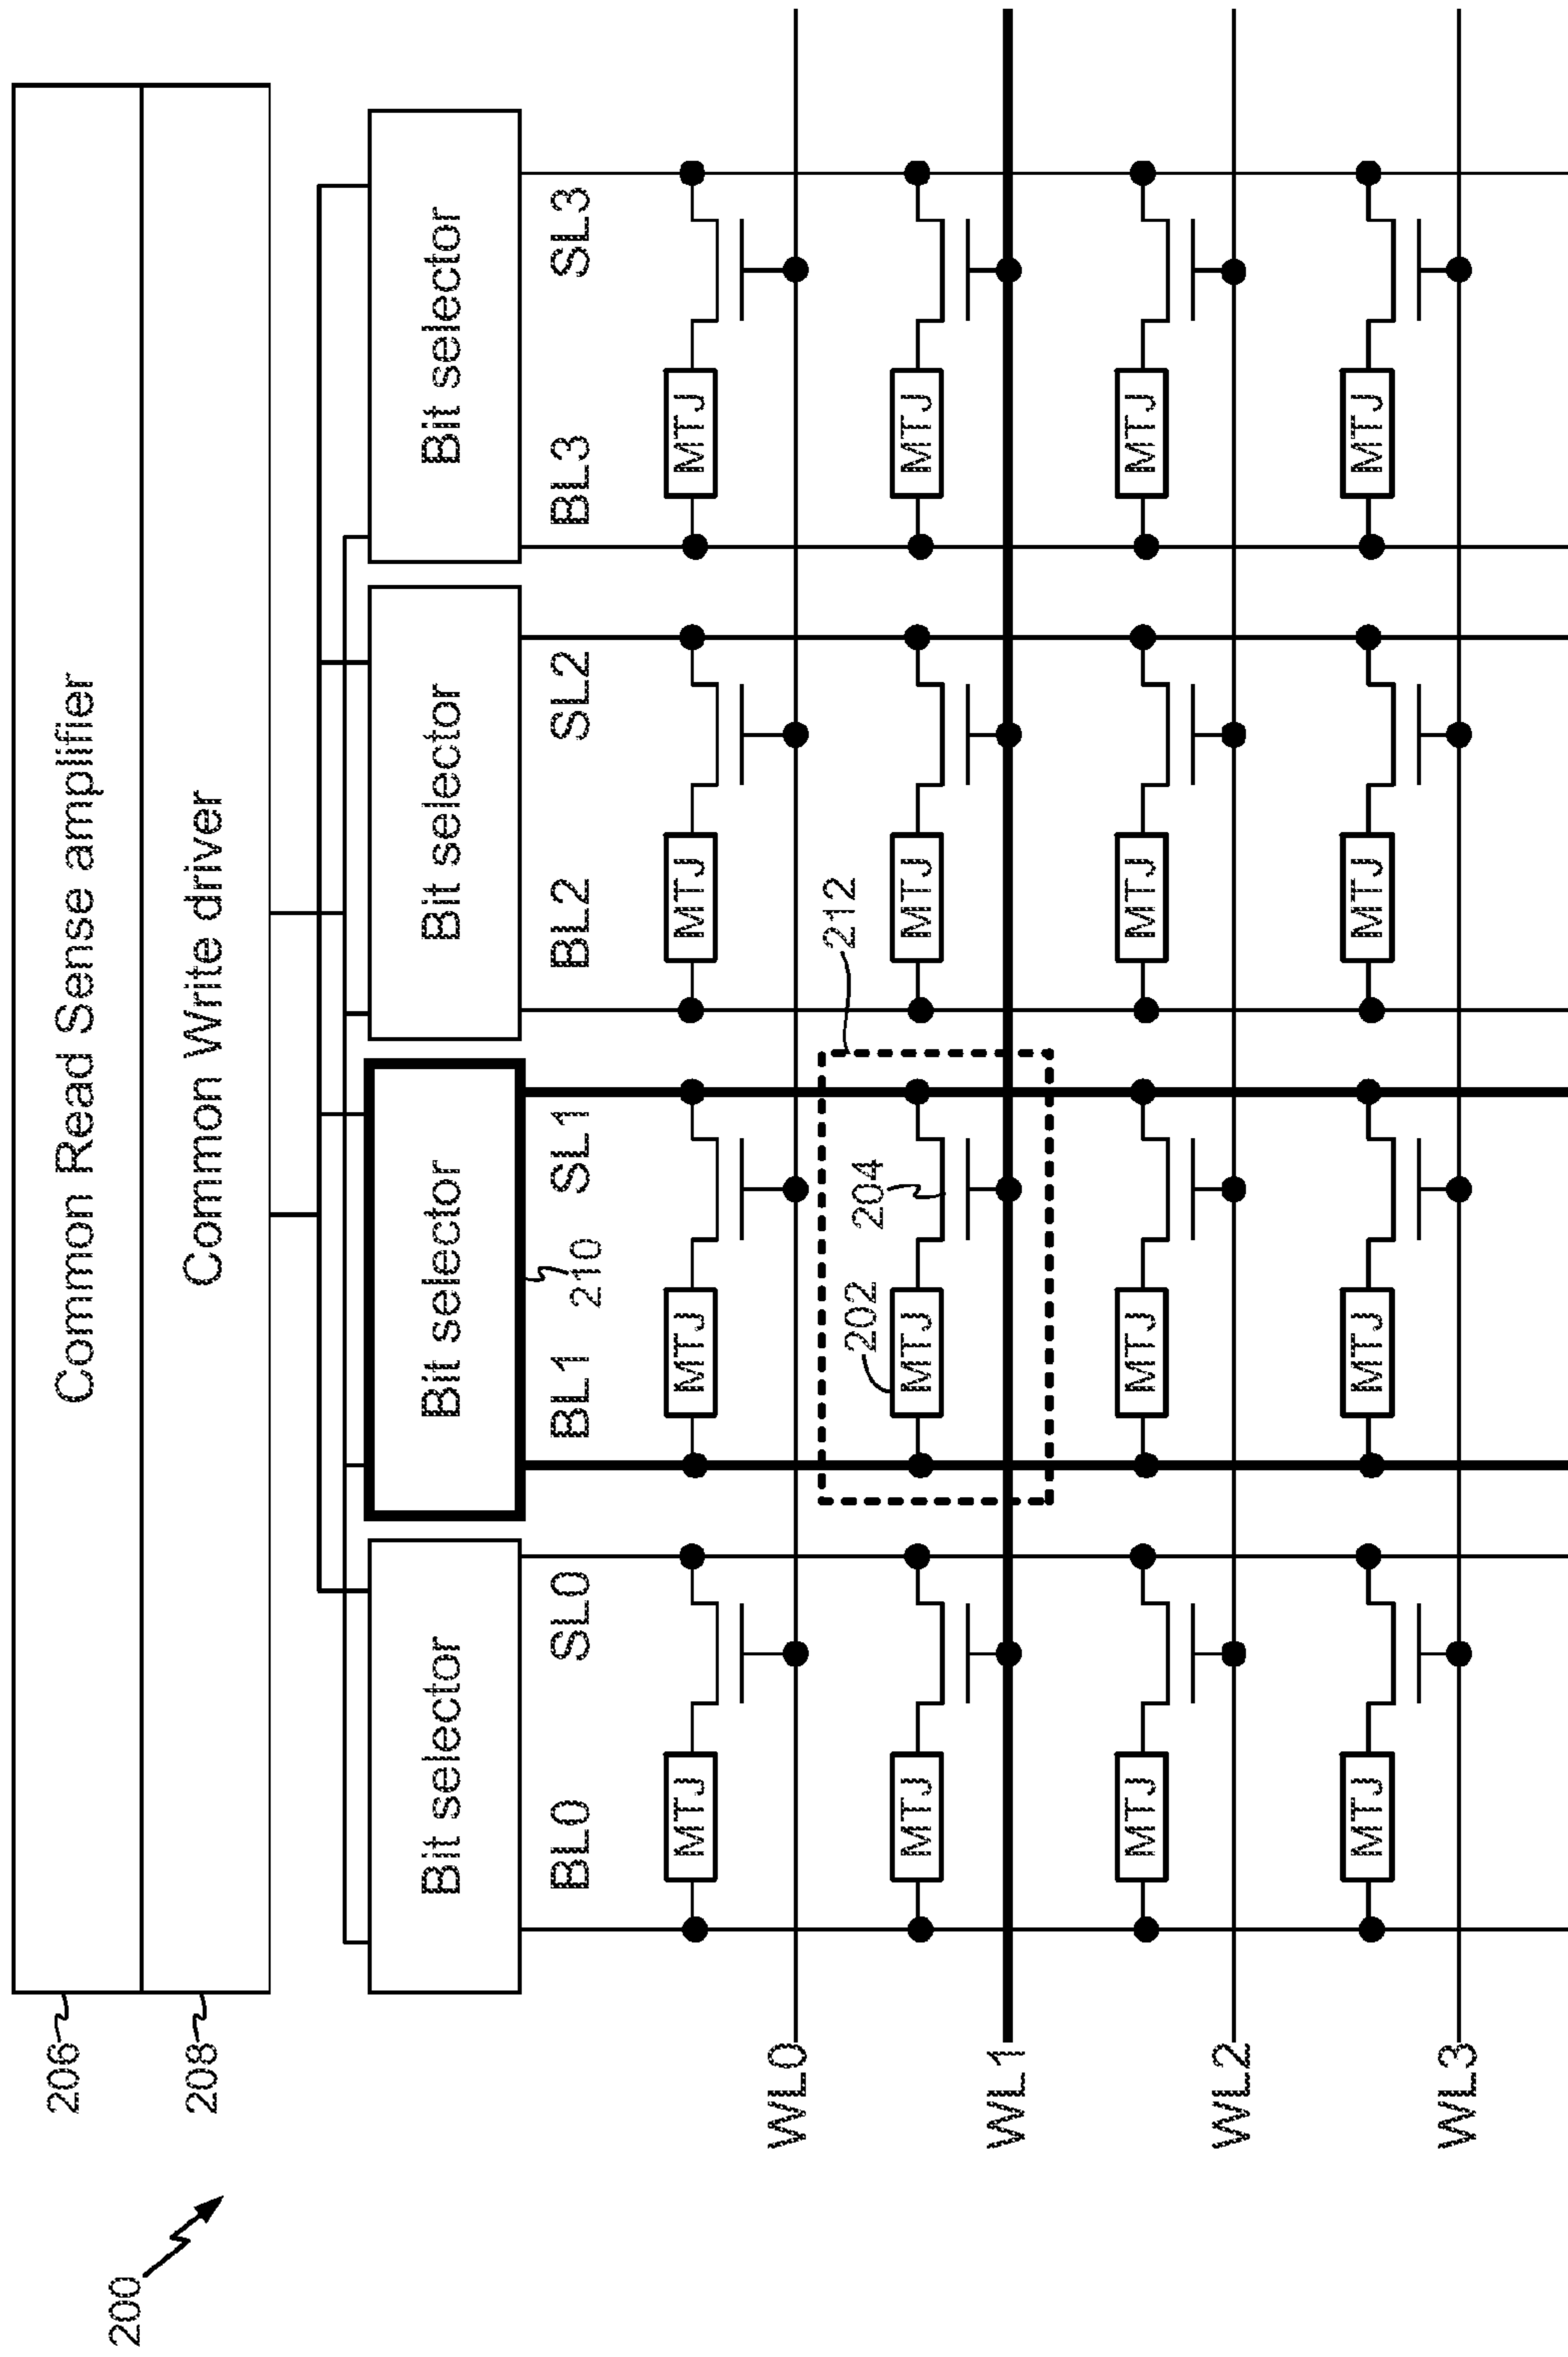 200
206
Common Read Sense amplifier
208
Common Write driver
Bit selector
Bit selector
Bit selector
Bit selector
210
BL0
SL0
BL1
SL1
BL2
SL2
BL3
SL3
MTJ
MTJ
MTJ
MTJ
WL0
202
204
212
MTJ
MTJ
MTJ
MTJ
WL1
MTJ
MTJ
MTJ
MTJ
WL2
MTJ
MTJ
MTJ
MTJ
WL3